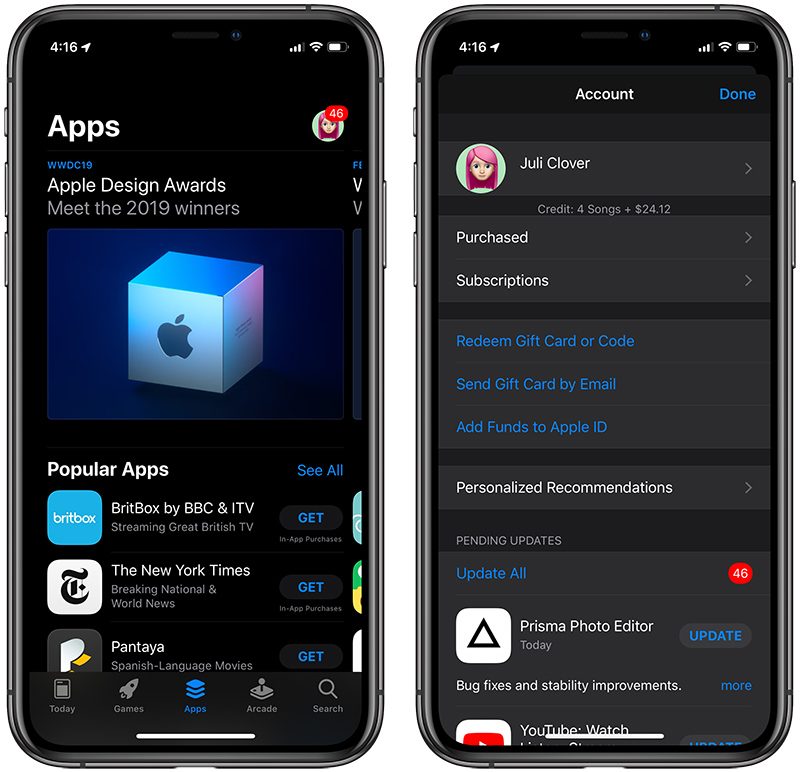 4:16
Apps
46
WWDC19
Apple Design Awards
Meet the 2019 winners
Popular Apps
See All
britbox
BritBox by BBC & ITV
Streaming Great British TV
GET
In-App Purchases
The New York Times
Breaking National &
World News
GET
In-App Purchases
Pantaya
Spanish-Language Movies
GET
Today
Games
Apps
Arcade
Search
4:16
Account
Done
Juli Clover
Credit: 4 Songs + $24.12
Purchased
Subscriptions
Redeem Gift Card or Code
Send Gift Card by Email
Add Funds to Apple ID
Personalized Recommendations
PENDING UPDATES
Update All
46
Prisma Photo Editor
Today
UPDATE
Bug fixes and stability improvements.
more
YouTube: Watch,
Listen, Stream
UPDATE